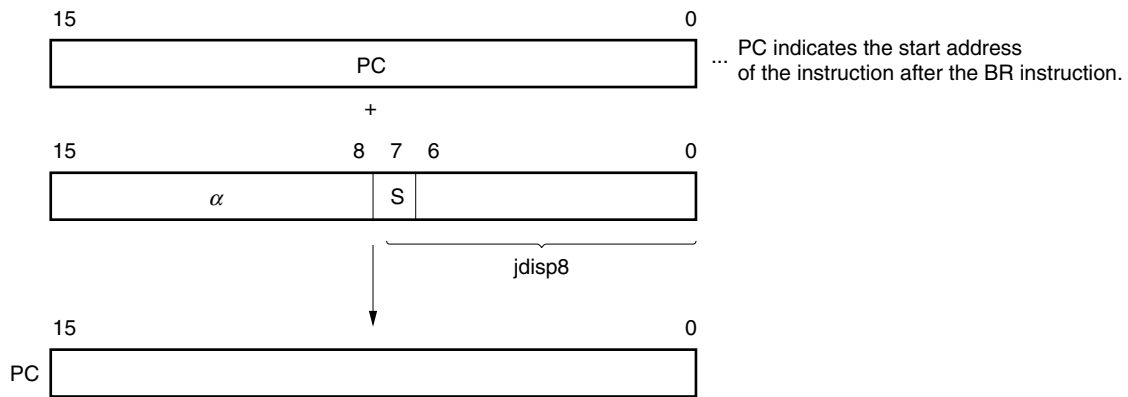 15 0
PC
... PC indicates the start address
of the instruction after the BR instruction.
+
15 8 7 6 0
α S
jdisp8
15 0
PC